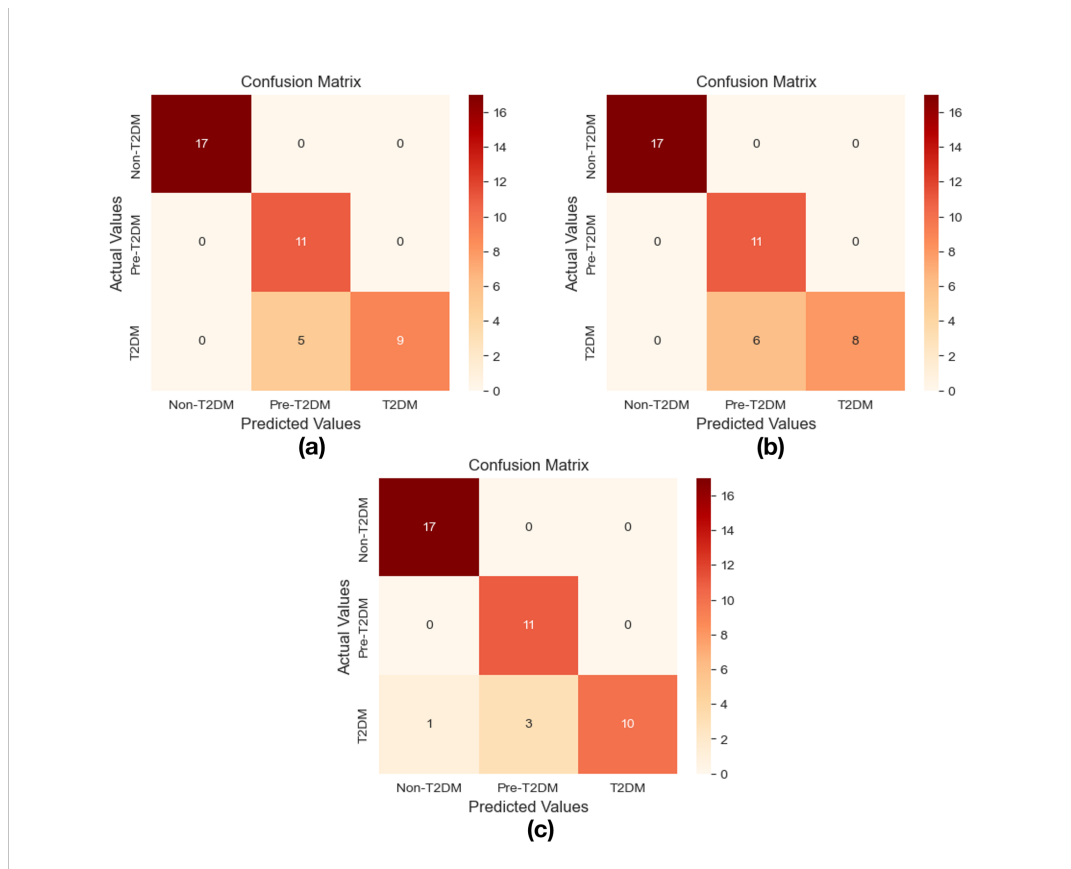 Confusion Matrix
Non-T2DM 17 0 0
Pre-T2DM 0 11 0
T2DM 0 5 9
Actual Values
Non-T2DM Pre-T2DM T2DM
Predicted Values
16
14
12
10
8
6
4
2
0
(a)
Confusion Matrix
Non-T2DM 17 0 0
Pre-T2DM 0 11 0
T2DM 0 6 8
Actual Values
Non-T2DM Pre-T2DM T2DM
Predicted Values
16
14
12
10
8
6
4
2
0
(b)
Confusion Matrix
Non-T2DM 17 0 0
Pre-T2DM 0 11 0
T2DM 1 3 10
Actual Values
Non-T2DM Pre-T2DM T2DM
Predicted Values
16
14
12
10
8
6
4
2
0
(c)